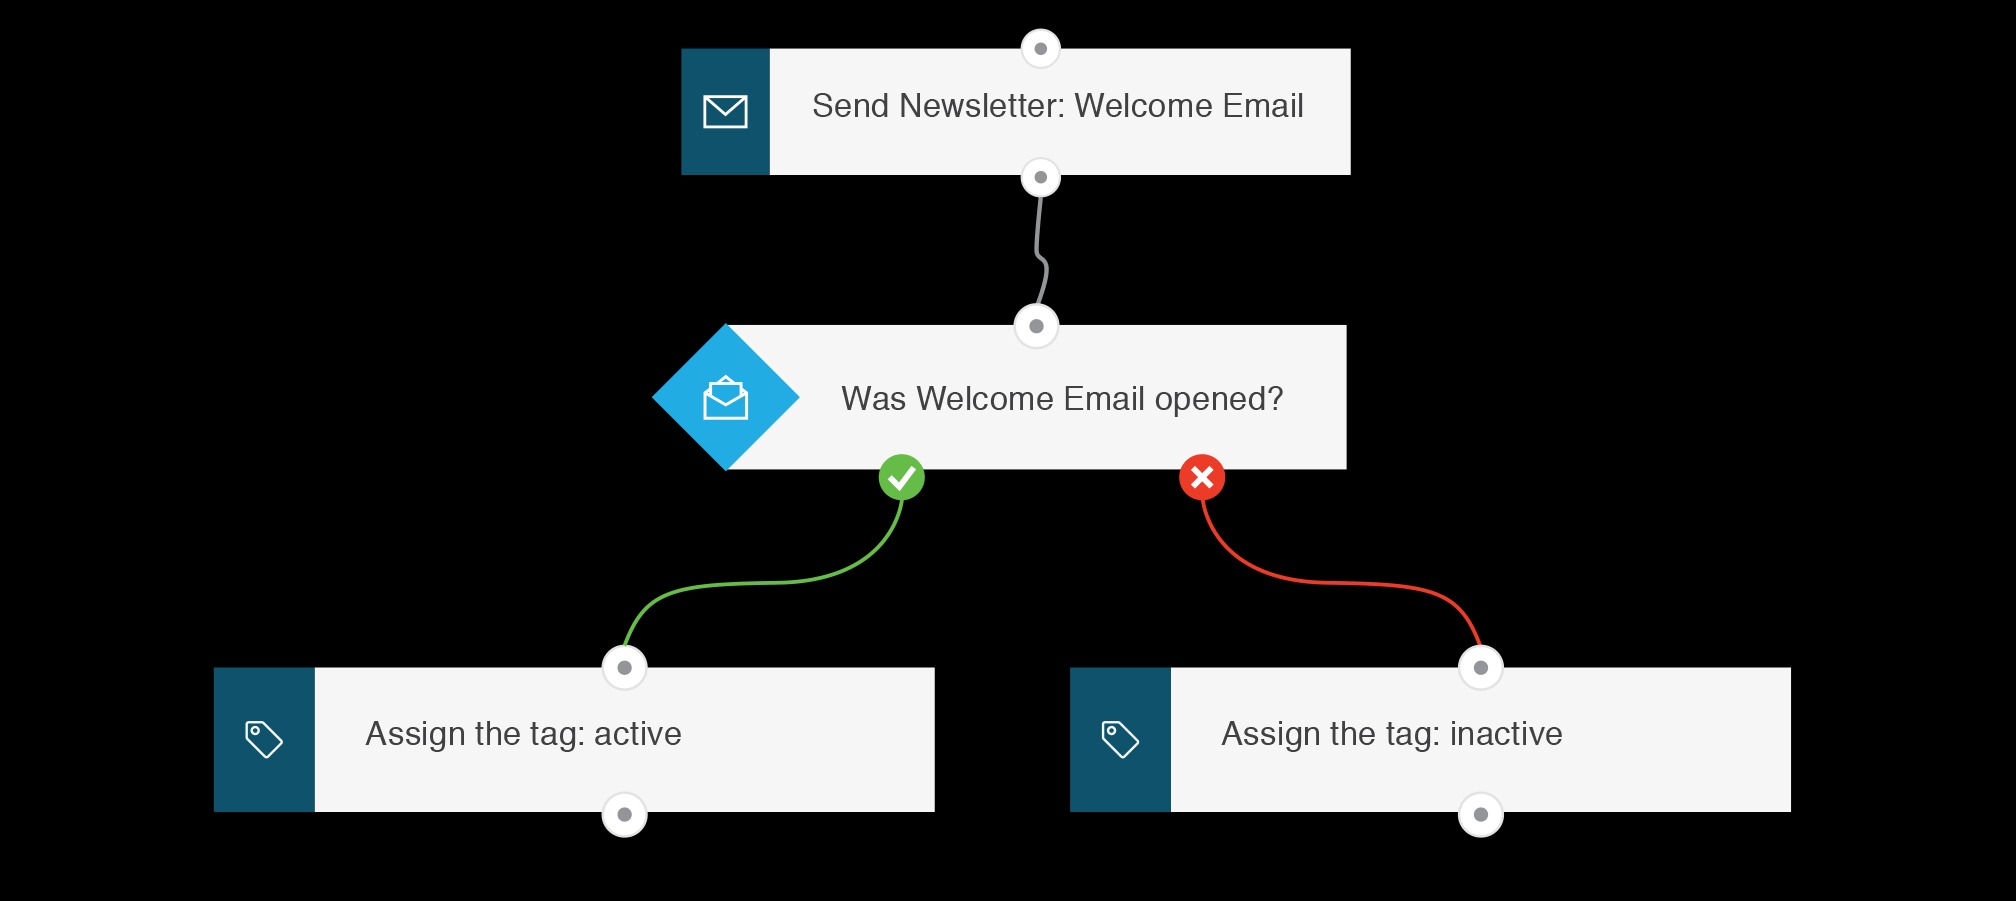 Send Newsletter: Welcome Email
Was Welcome Email opened?
Assign the tag: active
Assign the tag: inactive